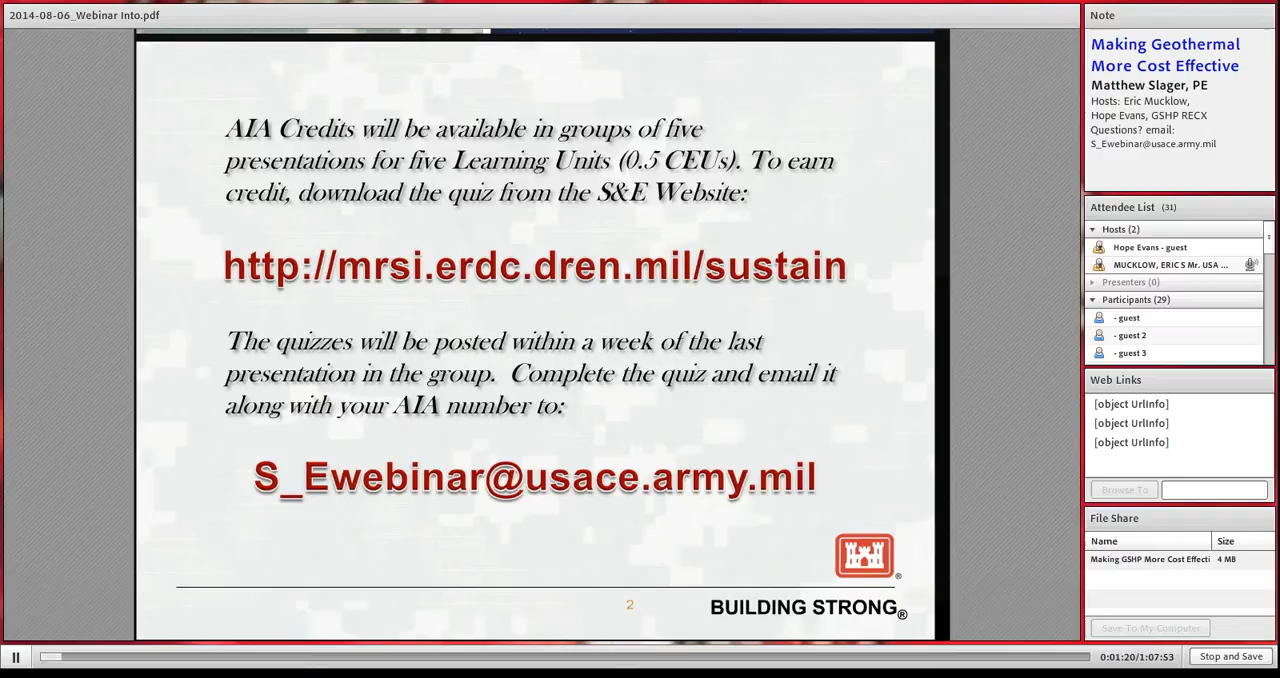 2014-08-06_Webinar Into.pdf
AIA Credits will be available in groups of five
presentations for five Learning Units (0.5 CEUs). To earn
credit, download the quiz from the S&E Website:
http://mrsi.erdc.dren.mil/sustain
The quizzes will be posted within a week of the last
presentation in the group. Complete the quiz and email it
along with your AIA number to:
S_Ewebinar@usace.army.mil
®
2
BUILDING STRONG®
Note
Making Geothermal
More Cost Effective
Matthew Slager, PE
Hosts: Eric Mucklow,
Hope Evans, GSHP RECX
Questions? email:
S_Ewebinar@usace.army.mil
Attendee List (31)
Hosts (2)
Hope Evans - guest
MUCKLOW, ERIC S Mr. USA ...
Presenters (0)
Participants (29)
- guest
- guest 2
- guest 3
Web Links
[object UrlInfo]
[object UrlInfo]
[object UrlInfo]
Browse To
File Share
Name Size
Making GSHP More Cost Effecti 4 MB
Save To My Computer
0:01:20/1:07:53
Stop and Save